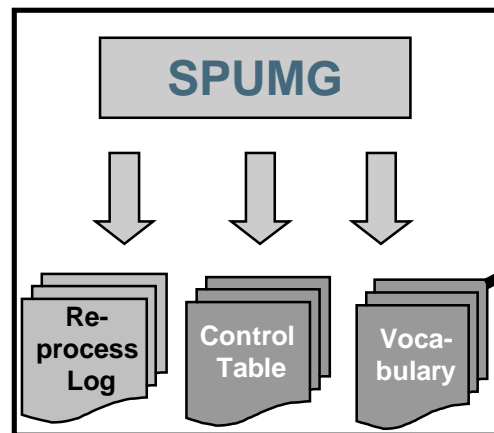 SPUMG
Re-
process
Log
Control
Table
Voca-
bulary